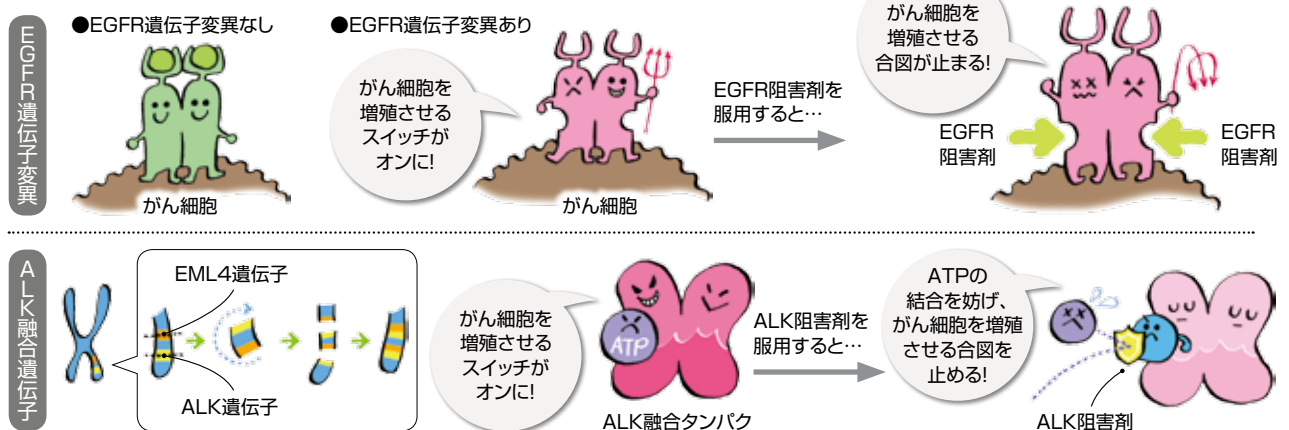 EGFR遺伝子変異
●EGFR遺伝子変異なし
がん細胞
●EGFR遺伝子変異あり
がん細胞を
増殖させる
スイッチが
オンに!
がん細胞
EGFR阻害剤を
服用すると…
がん細胞を
増殖させる
合図が止まる!
EGFR
阻害剤
EGFR
阻害剤
ALK融合遺伝子
EML4遺伝子
ALK遺伝子
がん細胞を
増殖させる
スイッチが
オンに!
ATP
ALK融合タンパク
ALK阻害剤を
服用すると…
ATPの
結合を妨げ、
がん細胞を増殖
させる合図を
止める!
ALK阻害剤